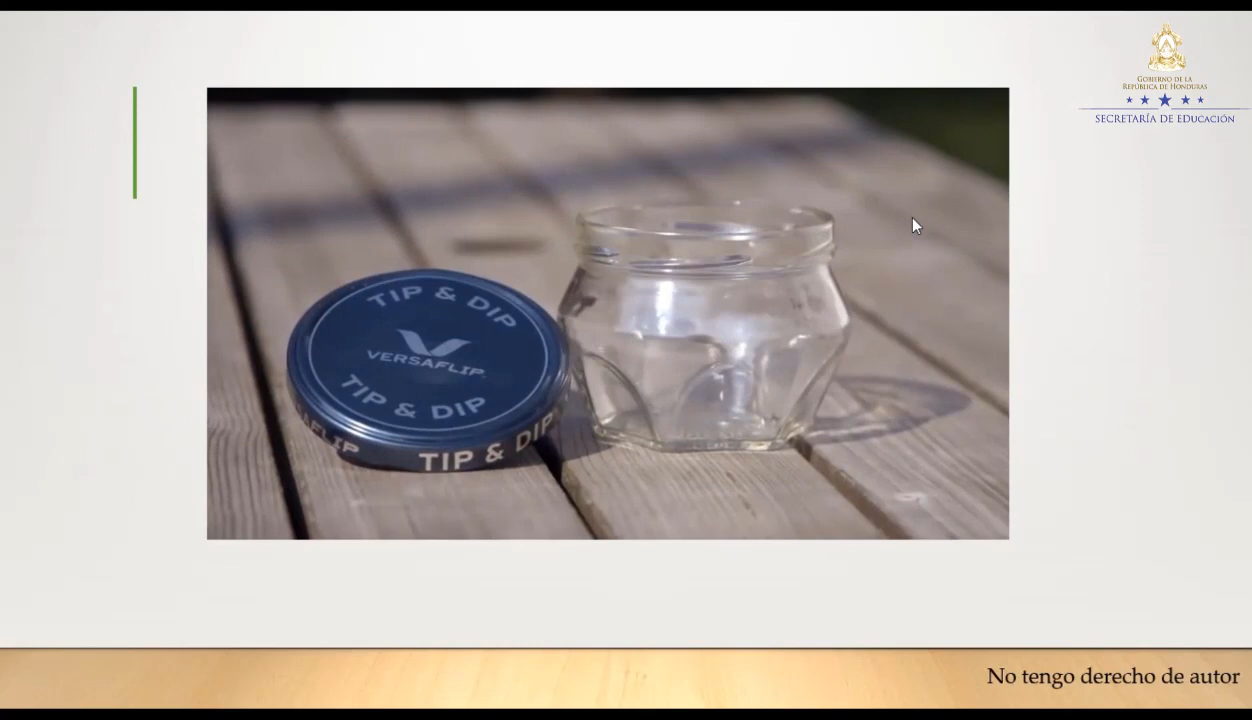 GOBIERNO DE LA
REPÚBLICA DE HONDURAS
SECRETARÍA DE EDUCACIÓN
TIP & DIP
VERSAFLIP
TIP & DIP
AFLIP TIP & DIP
No tengo derecho de autor